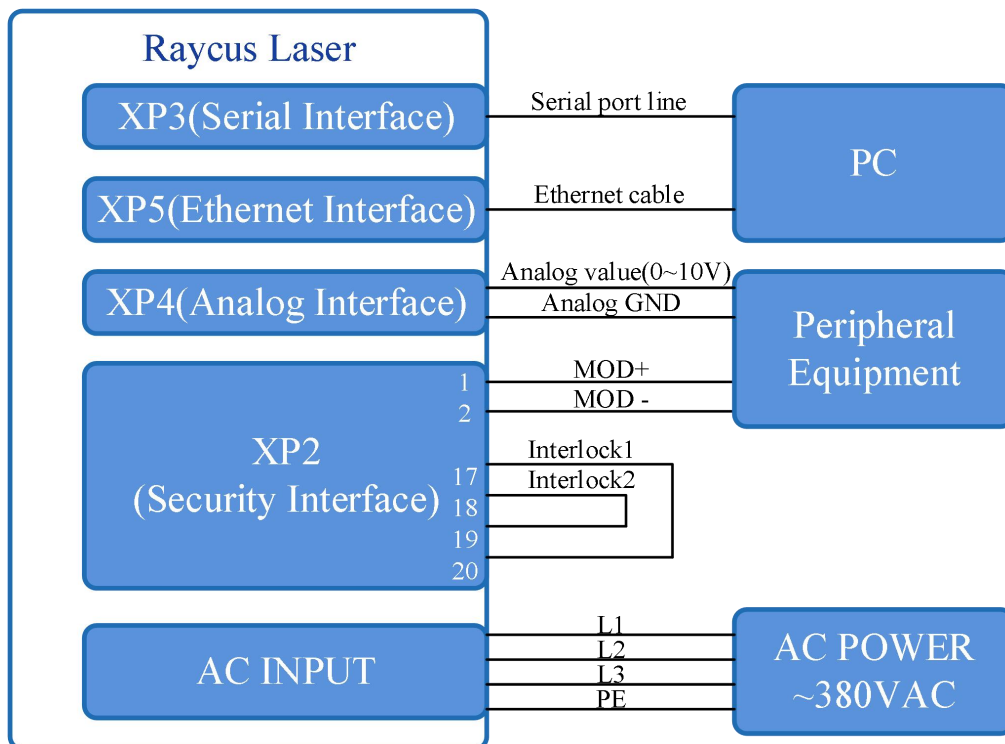 Raycus Laser
XP3(Serial Interface)
Serial port line
PC
XP5(Ethernet Interface)
Ethernet cable
XP4(Analog Interface)
Analog value(0~10V)
Analog GND
Peripheral
Equipment
MOD+
MOD -
1
2
XP2
(Security Interface)
17
18
19
20
Interlock1
Interlock2
AC INPUT
L1
L2
L3
PE
AC POWER
~380VAC